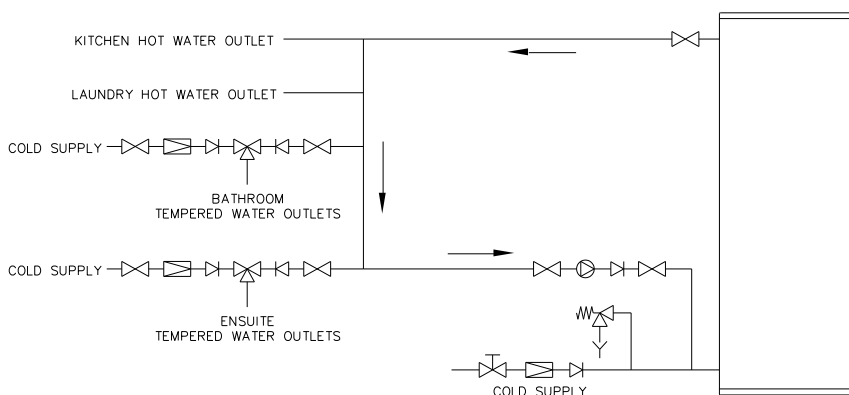 KITCHEN HOT WATER OUTLET
LAUNDRY HOT WATER OUTLET
COLD SUPPLY
BATHROOM
TEMPERED WATER OUTLETS
COLD SUPPLY
ENSUITE
TEMPERED WATER OUTLETS
COLD SUPPLY